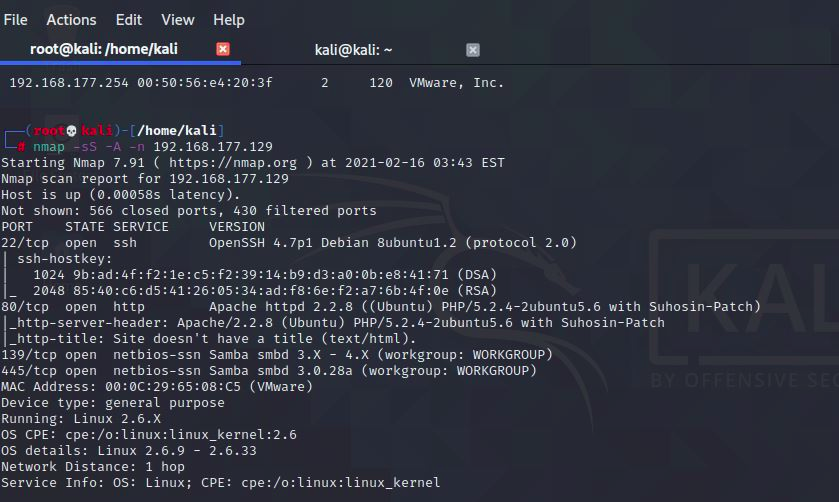 File Actions Edit View Help
root@kali: /home/kali kali@kali: ~
192.168.177.254 00:50:56:e4:20:3f 2 120 VMware, Inc.
(root💀kali)-[/home/kali]
# nmap -sS -A -n 192.168.177.129
Starting Nmap 7.91 ( https://nmap.org ) at 2021-02-16 03:43 EST
Nmap scan report for 192.168.177.129
Host is up (0.00058s latency).
Not shown: 566 closed ports, 430 filtered ports
PORT STATE SERVICE VERSION
22/tcp open ssh OpenSSH 4.7p1 Debian 8ubuntu1.2 (protocol 2.0)
| ssh-hostkey:
| 1024 9b:ad:4f:f2:1e:c5:f2:39:14:b9:d3:a0:0b:e8:41:71 (DSA)
|_ 2048 85:40:c6:d5:41:26:05:34:ad:f8:6e:f2:a7:6b:4f:0e (RSA)
80/tcp open http Apache httpd 2.2.8 ((Ubuntu) PHP/5.2.4-2ubuntu5.6 with Suhosin-Patch)
|_http-server-header: Apache/2.2.8 (Ubuntu) PHP/5.2.4-2ubuntu5.6 with Suhosin-Patch
|_http-title: Site doesn't have a title (text/html).
139/tcp open netbios-ssn Samba smbd 3.X - 4.X (workgroup: WORKGROUP)
445/tcp open netbios-ssn Samba smbd 3.0.28a (workgroup: WORKGROUP)
MAC Address: 00:0C:29:65:08:C5 (VMware)
Device type: general purpose
Running: Linux 2.6.X
OS CPE: cpe:/o:linux:linux_kernel:2.6
OS details: Linux 2.6.9 - 2.6.33
Network Distance: 1 hop
Service Info: OS: Linux; CPE: cpe:/o:linux:linux_kernel
KAL
BY OFFENSIVE SEC